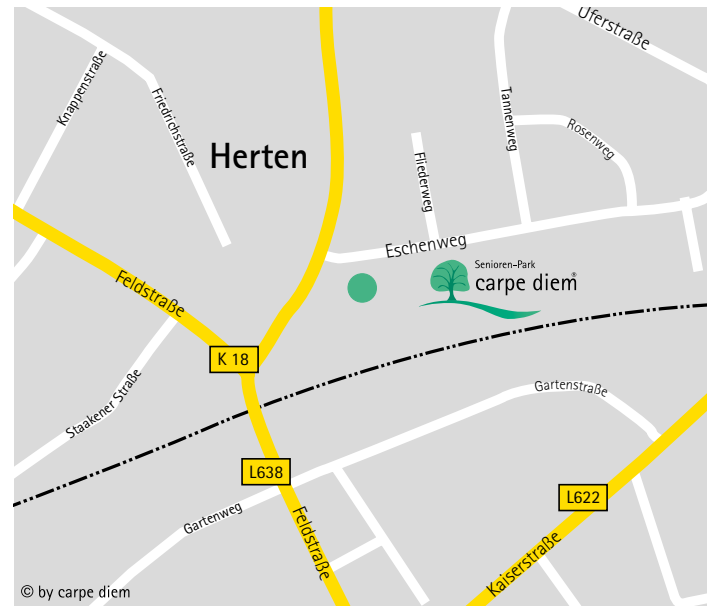 Uferstraße
Knappenstraße
Friedrichstraße
Tannenweg
Rosenweg
Herten
Fliederweg
Eschenweg
Senioren-Park
carpe diem®
Feldstraße
K 18
Gartenstraße
Staakener Straße
L638
L622
Gartenweg
Feldstraße
Kaiserstraße
© by carpe diem